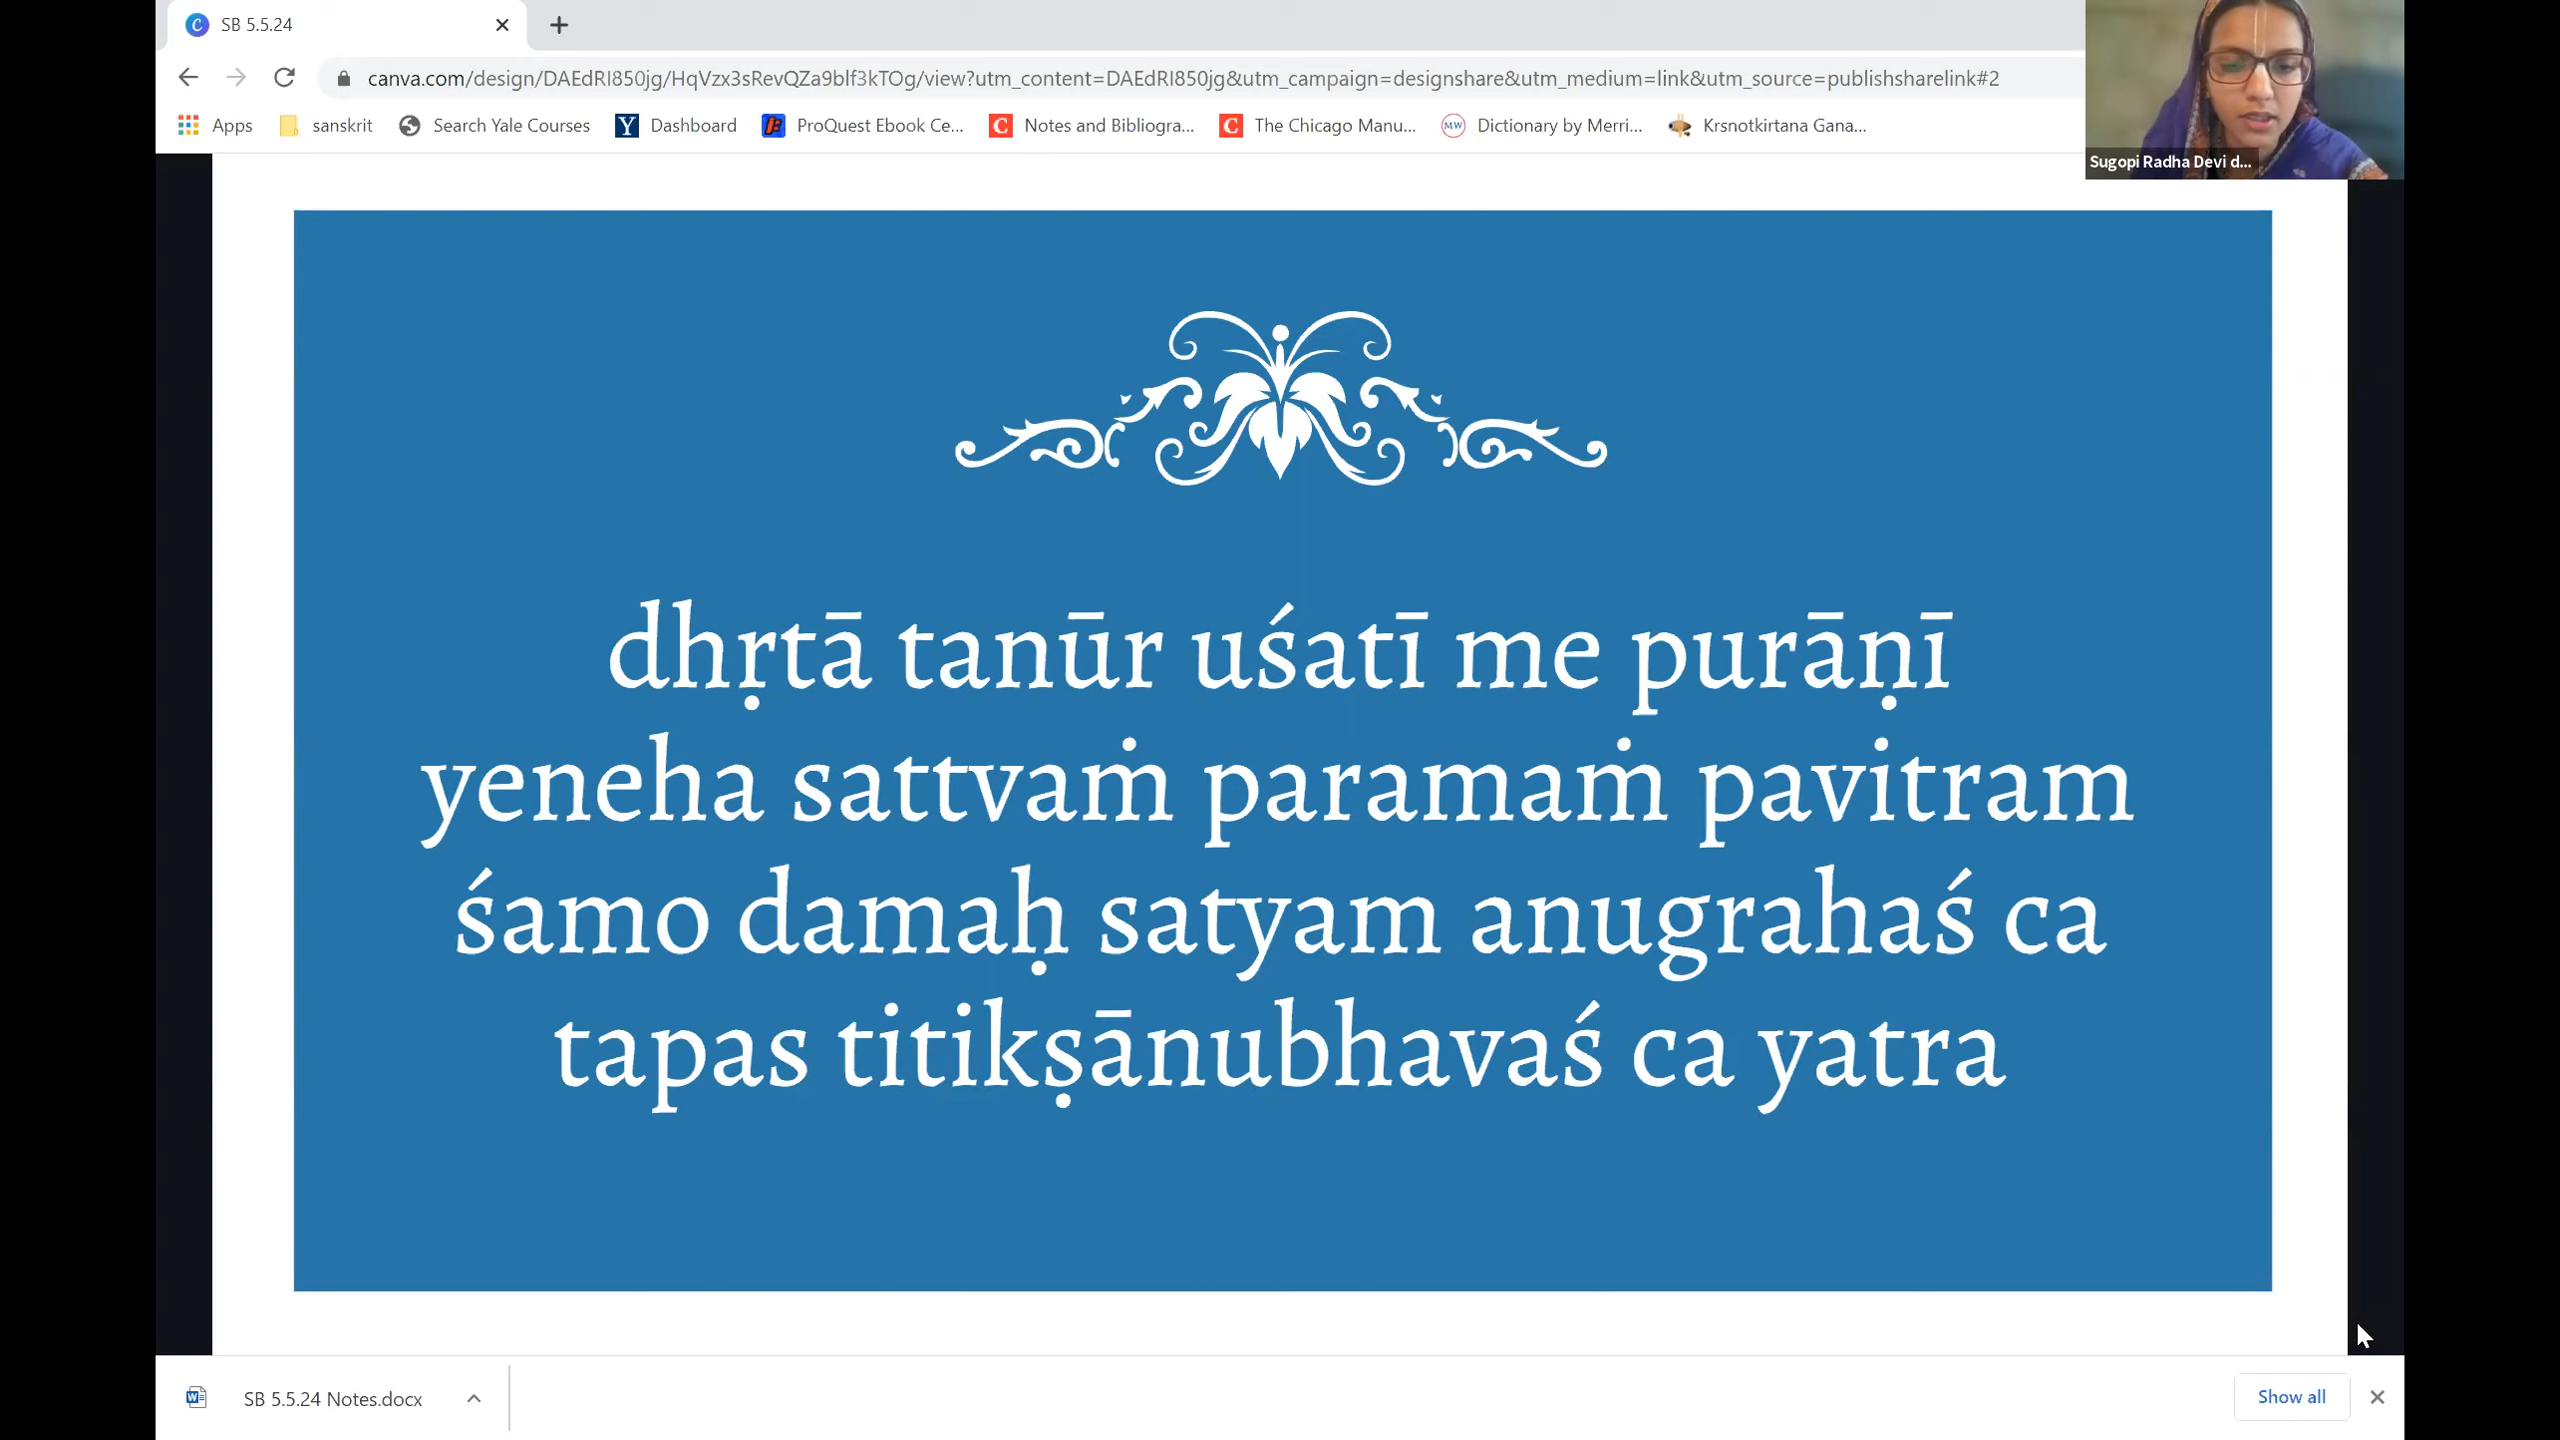 SB 5.5.24
canva.com/design/DAEdRI850jg/HqVzx3sRevQZa9blf3kTOg/view?utm_content=DAEdRI850jg&utm_campaign=designshare&utm_medium=link&utm_source=publishsharelink#2
Apps sanskrit Search Yale Courses Y Dashboard ProQuest Ebook Ce... C Notes and Bibliogra... C The Chicago Manu... MW Dictionary by Merri... Krsnotkirtana Gana...
Sugopi Radha Devi d...
dhṛtā tanūr uśatī me purāṇī
yeneha sattvaṁ paramaṁ pavitram
śamo damaḥ satyam anugrahaś ca
tapas titikṣānubhavaś ca yatra
SB 5.5.24 Notes.docx
Show all